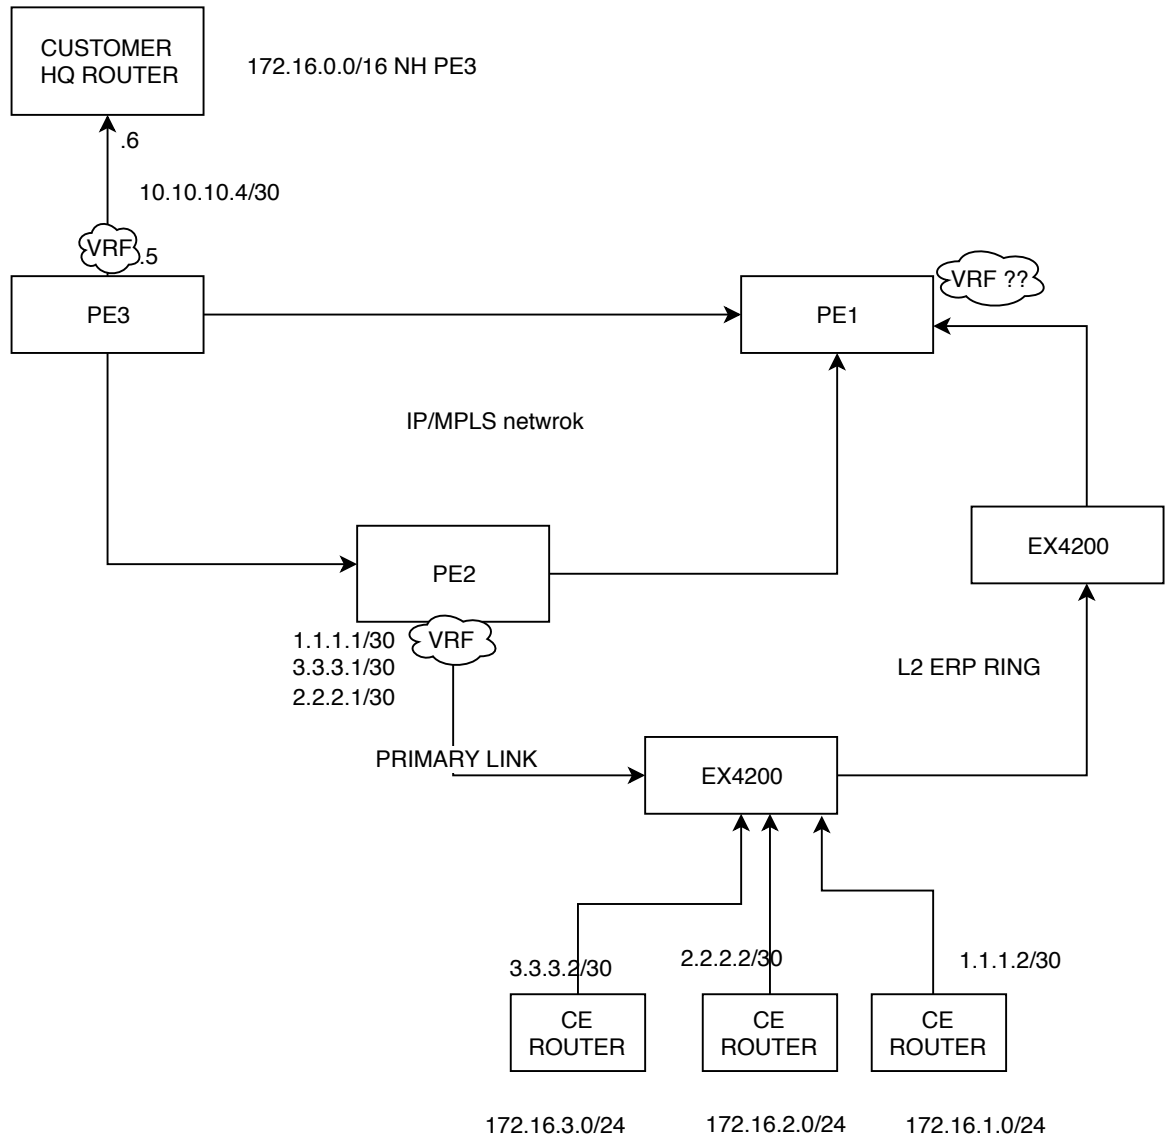 CUSTOMER
HQ ROUTER
172.16.0.0/16 NH PE3
.6
10.10.10.4/30
VRF
.5
VRF ??
PE3
PE1
IP/MPLS netwrok
EX4200
PE2
1.1.1.1/30
VRF
3.3.3.1/30
2.2.2.1/30
L2 ERP RING
PRIMARY LINK
EX4200
3.3.3.2/30
2.2.2.2/30
1.1.1.2/30
CE
ROUTER
CE
ROUTER
CE
ROUTER
172.16.3.0/24
172.16.2.0/24
172.16.1.0/24